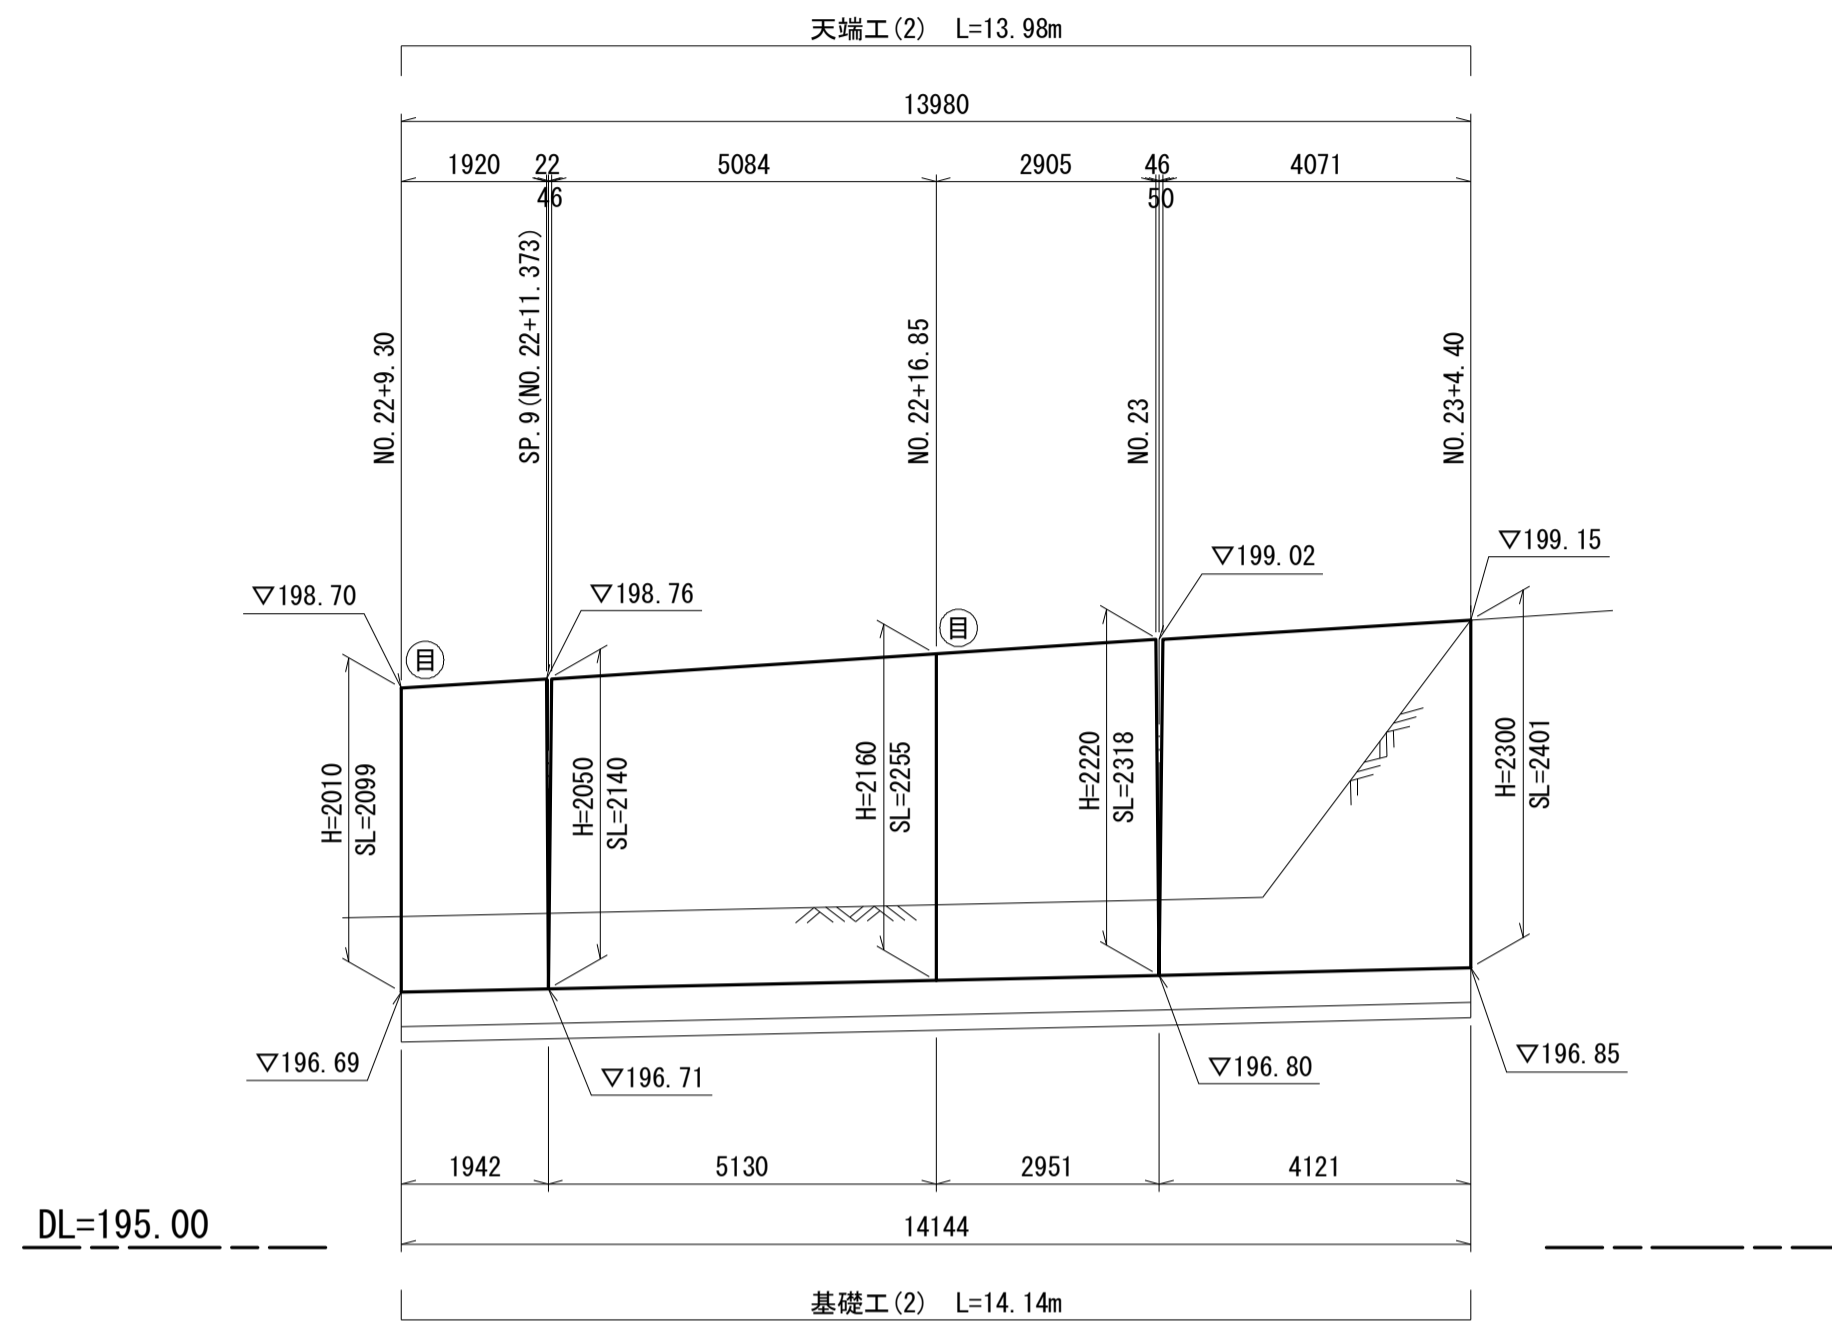 天端工(2) L=13.98m
13980
1920 22 5084 2905 46 4071
46 50
NO.22+9.30
SP.9(NO.22+11.373)
NO.22+16.85
NO.23
NO.23+4.40
▽198.70
▽198.76
▽199.02
▽199.15
目
目
H=2010
SL=2099
H=2050
SL=2140
H=2160
SL=2255
H=2220
SL=2318
H=2300
SL=2401
▽196.69
▽196.71
▽196.80
▽196.85
1942 5130 2951 4121
14144
DL=195.00
基礎工(2) L=14.14m